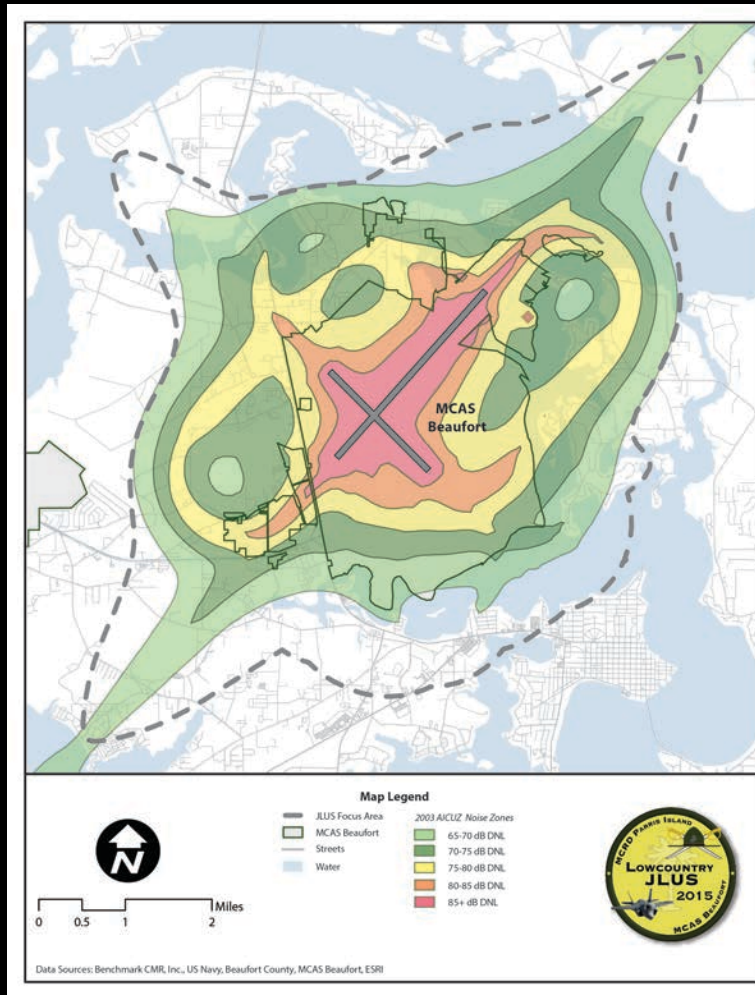 MCAS
Beaufort
Map Legend
JLUS Focus Area
MCAS Beaufort
Streets
Water
2003 AICUZ Noise Zones
65-70 dB DNL
70-75 dB DNL
75-80 dB DNL
80-85 dB DNL
85+ dB DNL
N
0 0.5 1 2 Miles
MCRD PARRIS ISLAND
LOWCOUNTRY
JLUS
2015
MCAS BEAUFORT
Data Sources: Benchmark CMR, Inc., US Navy, Beaufort County, MCAS Beaufort, ESRI